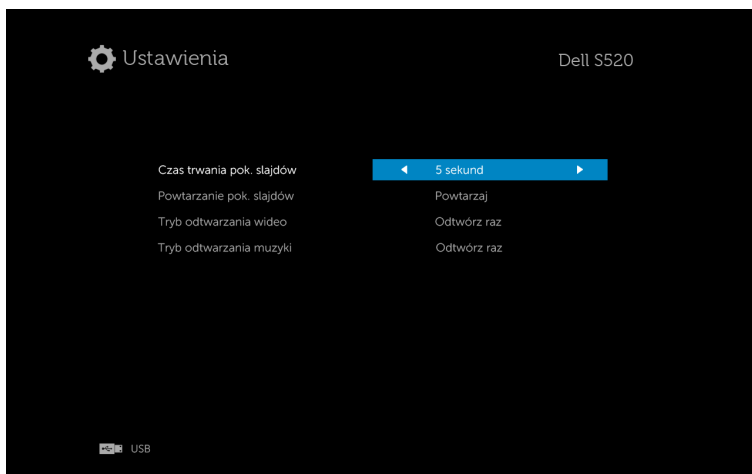 Ustawienia Dell S520
Czas trwania pok. slajdów 5 sekund
Powtarzanie pok. slajdów Powtarzaj
Tryb odtwarzania wideo Odtwórz raz
Tryb odtwarzania muzyki Odtwórz raz
USB